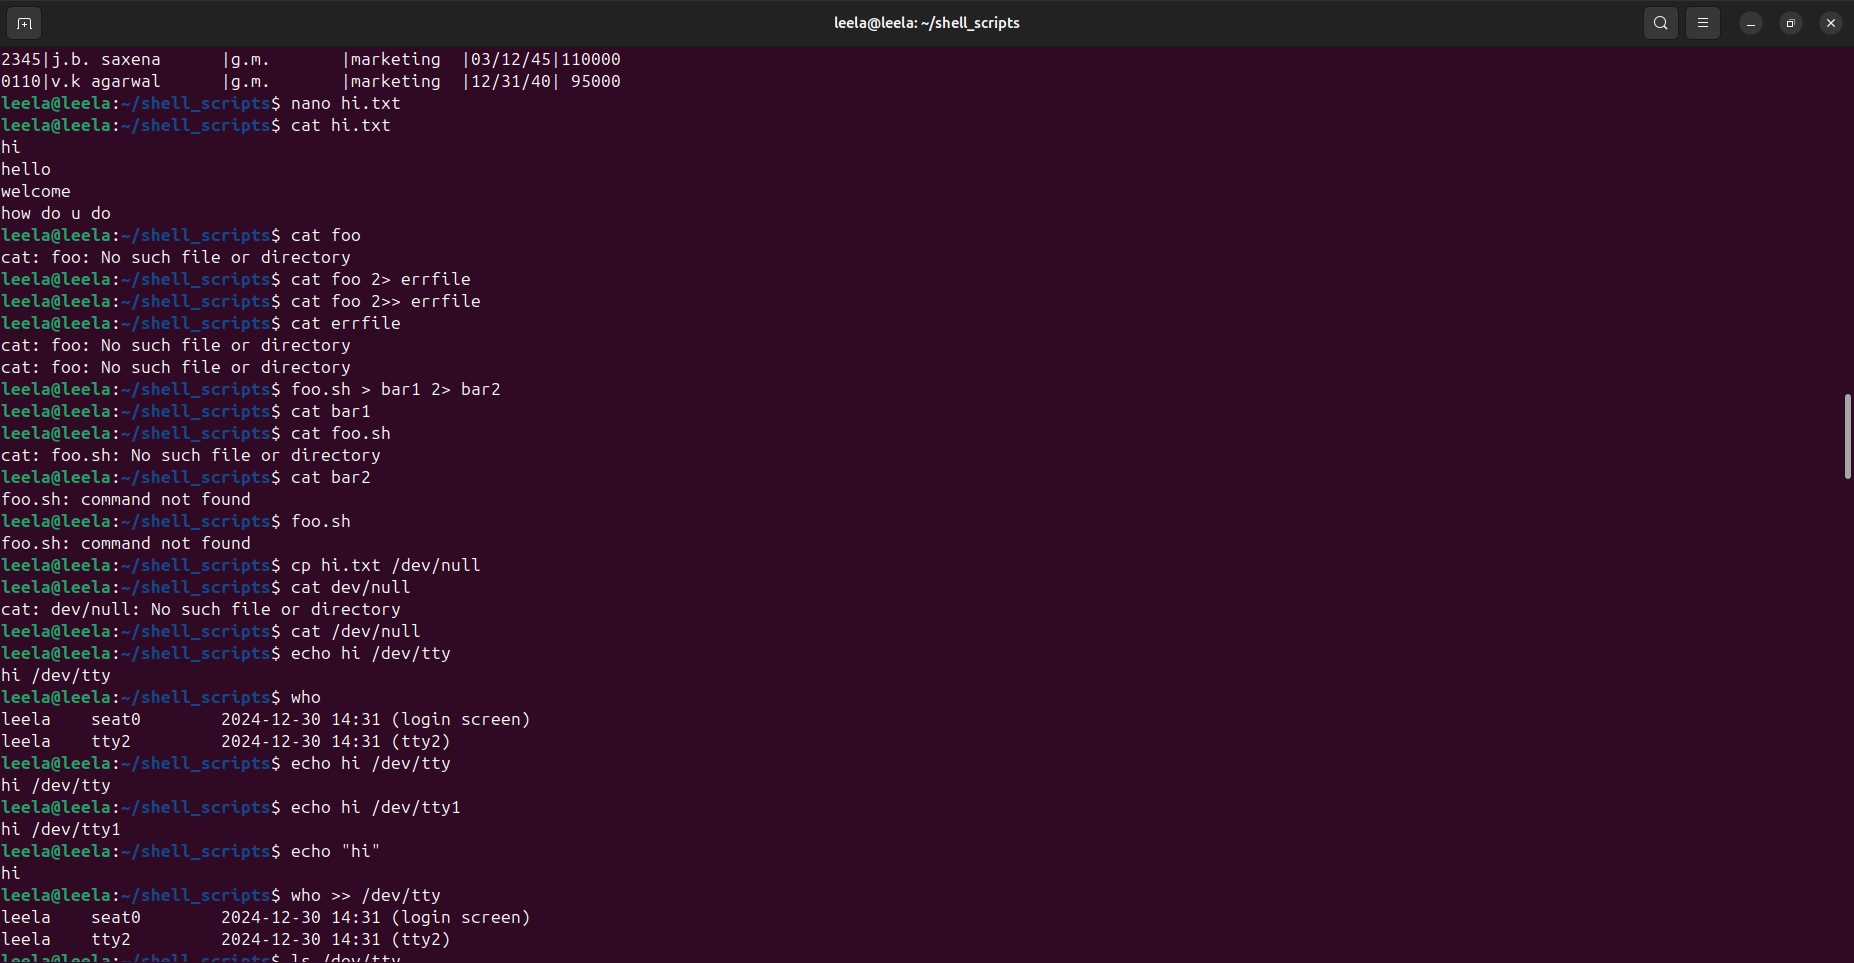 leela@leela: ~/shell_scripts
2345|j.b. saxena      |g.m.       |marketing  |03/12/45|110000
0110|v.k agarwal      |g.m.       |marketing  |12/31/40| 95000
leela@leela:~/shell_scripts$ nano hi.txt
leela@leela:~/shell_scripts$ cat hi.txt
hi
hello
welcome
how do u do
leela@leela:~/shell_scripts$ cat foo
cat: foo: No such file or directory
leela@leela:~/shell_scripts$ cat foo 2> errfile
leela@leela:~/shell_scripts$ cat foo 2>> errfile
leela@leela:~/shell_scripts$ cat errfile
cat: foo: No such file or directory
cat: foo: No such file or directory
leela@leela:~/shell_scripts$ foo.sh > bar1 2> bar2
leela@leela:~/shell_scripts$ cat bar1
leela@leela:~/shell_scripts$ cat foo.sh
cat: foo.sh: No such file or directory
leela@leela:~/shell_scripts$ cat bar2
foo.sh: command not found
leela@leela:~/shell_scripts$ foo.sh
foo.sh: command not found
leela@leela:~/shell_scripts$ cp hi.txt /dev/null
leela@leela:~/shell_scripts$ cat dev/null
cat: dev/null: No such file or directory
leela@leela:~/shell_scripts$ cat /dev/null
leela@leela:~/shell_scripts$ echo hi /dev/tty
hi /dev/tty
leela@leela:~/shell_scripts$ who
leela    seat0        2024-12-30 14:31 (login screen)
leela    tty2         2024-12-30 14:31 (tty2)
leela@leela:~/shell_scripts$ echo hi /dev/tty
hi /dev/tty
leela@leela:~/shell_scripts$ echo hi /dev/tty1
hi /dev/tty1
leela@leela:~/shell_scripts$ echo "hi"
hi
leela@leela:~/shell_scripts$ who >> /dev/tty
leela    seat0        2024-12-30 14:31 (login screen)
leela    tty2         2024-12-30 14:31 (tty2)
leela@leela:~/shell_scripts$ ls /dev/tty